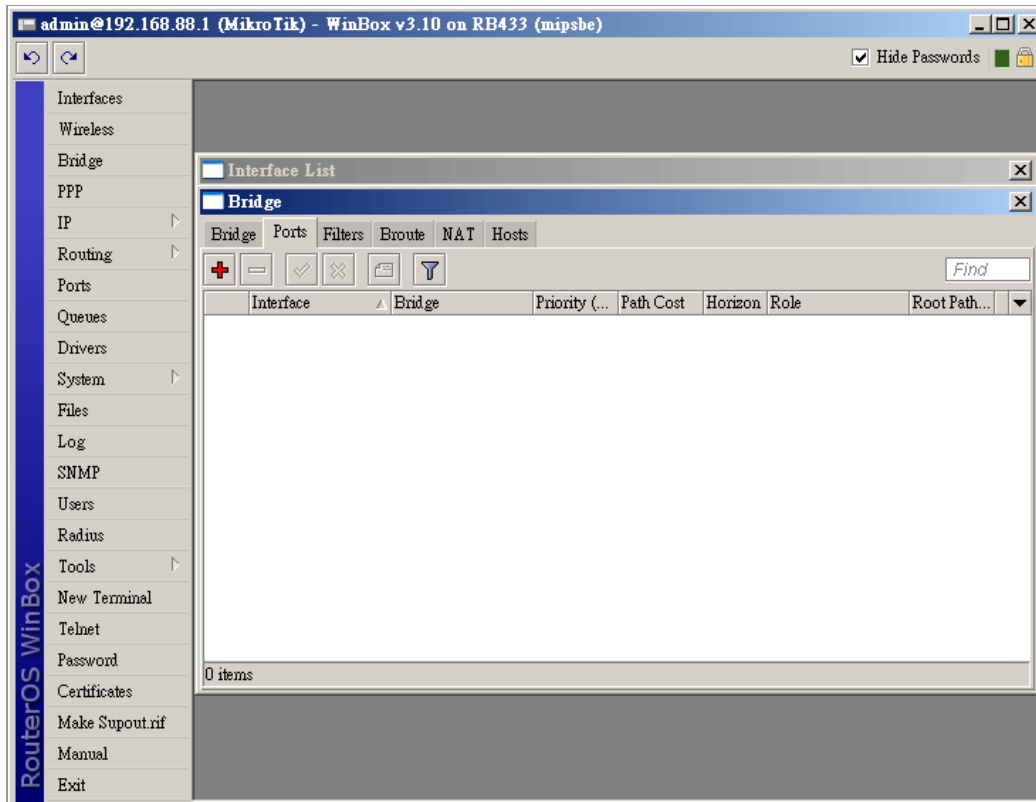 admin@192.168.88.1 (MikroTik) - WinBox v3.10 on RB433 (mipsbe)
Hide Passwords
Interfaces
Wireless
Bridge
PPP
IP
Routing
Ports
Queues
Drivers
System
Files
Log
SNMP
Users
Radius
Tools
New Terminal
Telnet
Password
Certificates
Make Supout.rif
Manual
Exit
RouterOS WinBox
Interface List
Bridge
Bridge Ports Filters Broute NAT Hosts
Find
Interface Bridge Priority (... Path Cost Horizon Role Root Path...
0 items